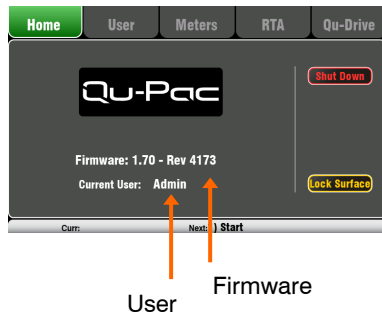 Home User Meters RTA Qu-Drive
Qu-Pac
Shut Down
Firmware: 1.70 - Rev 4173
Current User: Admin
Lock Surface
Curr: Next: ) Start
Firmware
User